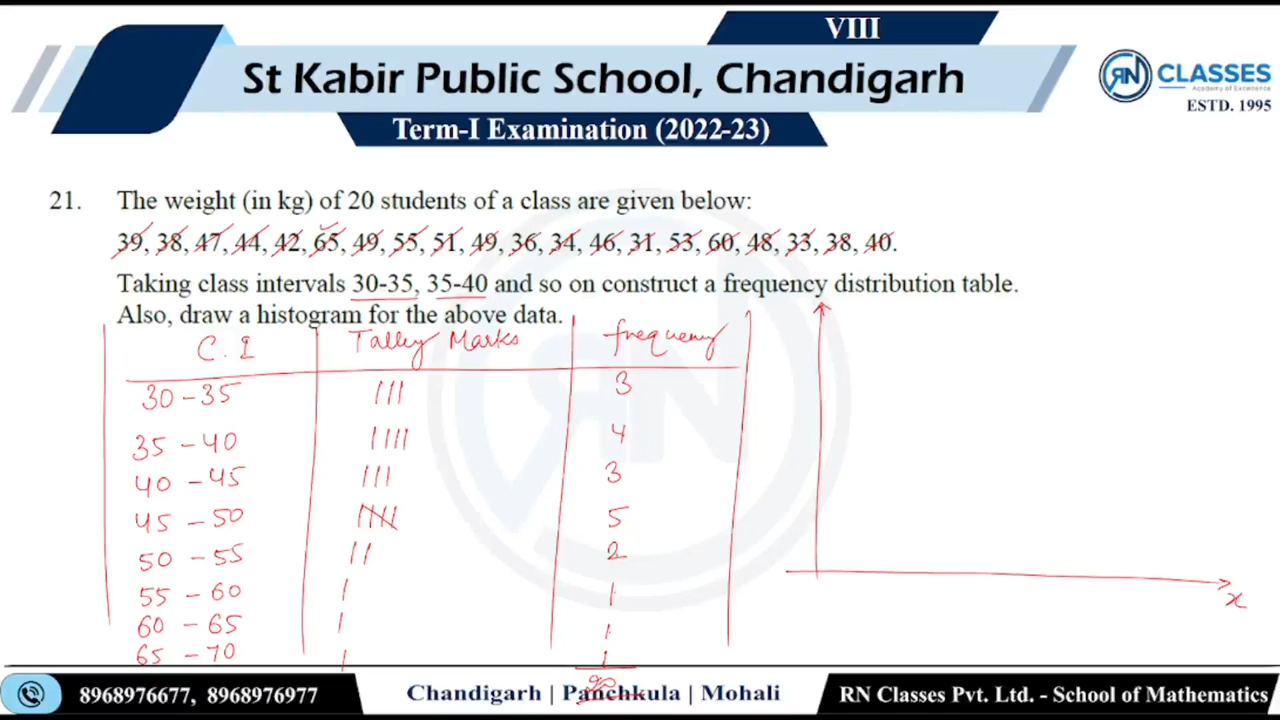 VIII
St Kabir Public School, Chandigarh
RN CLASSES
Academy of Excellence
ESTD. 1995
Term-I Examination (2022-23)
21. The weight (in kg) of 20 students of a class are given below:
39, 38, 47, 44, 42, 65, 49, 55, 51, 49, 36, 34, 46, 31, 53, 60, 48, 33, 38, 40.
Taking class intervals 30-35, 35-40 and so on construct a frequency distribution table.
Also, draw a histogram for the above data.
C.I Talley Marks frequency
30-35 ||| 3
35-40 |||| 4
40-45 ||| 3
45-50 |||| 5
50-55 || 2
55-60 | 1
60-65 | 1
65-70 | 1
20
x
8968976677, 8968976977
Chandigarh | Panchkula | Mohali
RN Classes Pvt. Ltd. - School of Mathematics